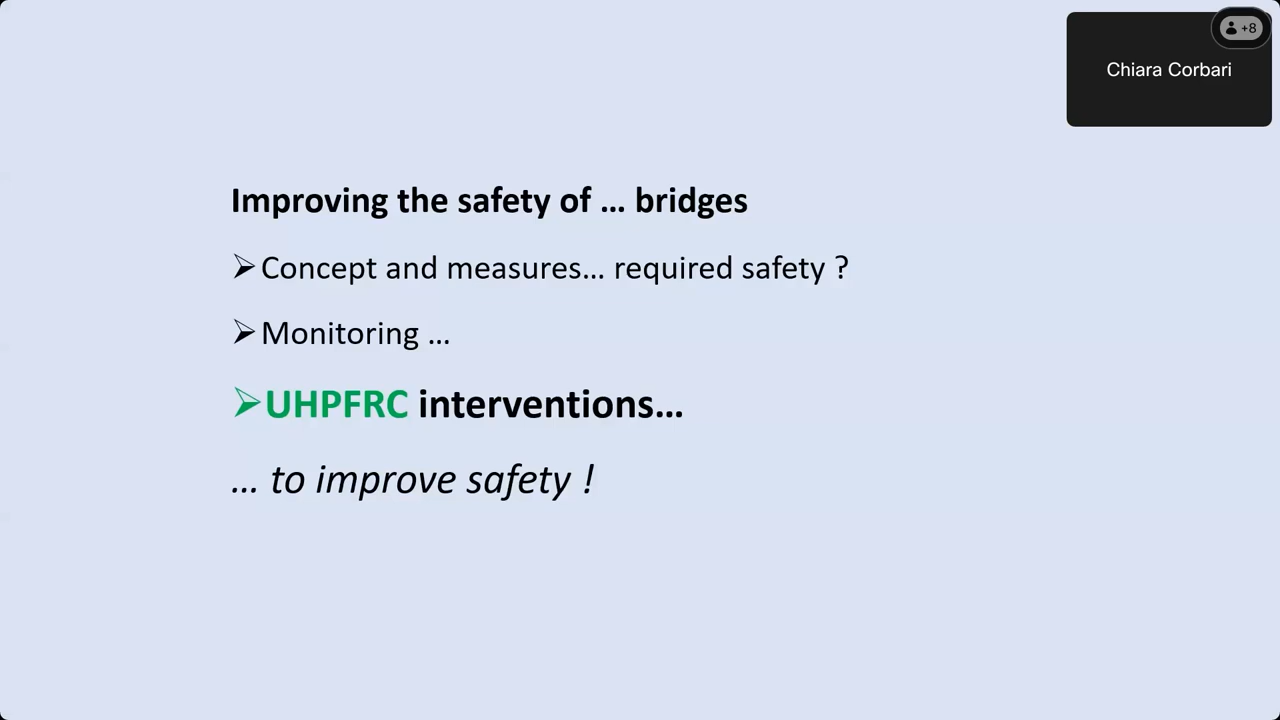 +8
Chiara Corbari
Improving the safety of … bridges
➢Concept and measures… required safety ?
➢Monitoring …
➢UHPFRC interventions…
… to improve safety !